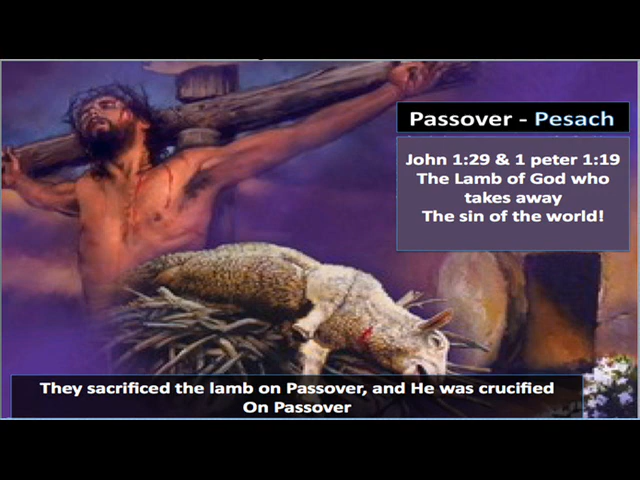 Passover - Pesach
John 1:29 & 1 peter 1:19
The Lamb of God who
takes away
The sin of the world!
They sacrificed the lamb on Passover, and He was crucified
On Passover